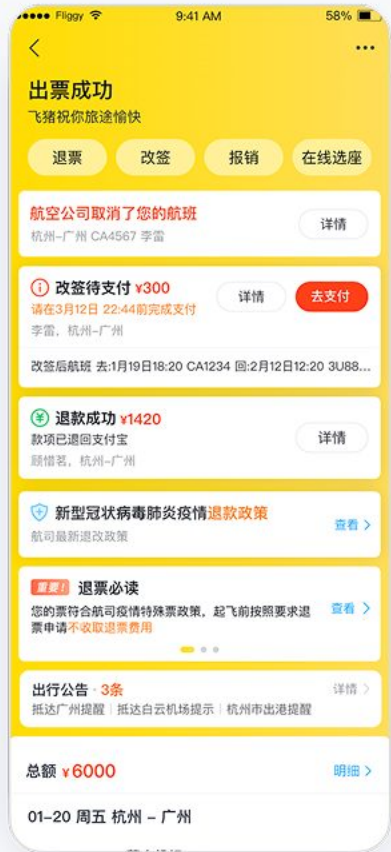 Fliggy 9:41 AM 58%
出票成功
飞猪祝你旅途愉快
退票 改签 报销 在线选座
航空公司取消了您的航班
杭州-广州 CA4567 李雷
详情
改签待支付 ¥300
请在3月12日 22:44前完成支付
李雷，杭州-广州
详情 去支付
改签后航班 去:1月19日18:20 CA1234 回:2月12日12:20 3U88...
退款成功 ¥1420
款项已退回支付宝
顾惜茗，杭州-广州
详情
新型冠状病毒肺炎疫情退款政策
航司最新退改政策
查看
重要! 退票必读
您的票符合航司疫情特殊票政策，起飞前按照要求退
票申请不收取退票费用
查看
出行公告 · 3条
详情
抵达广州提醒 | 抵达白云机场提示 | 杭州市出港提醒
总额 ¥6000
明细
01-20 周五 杭州 - 广州